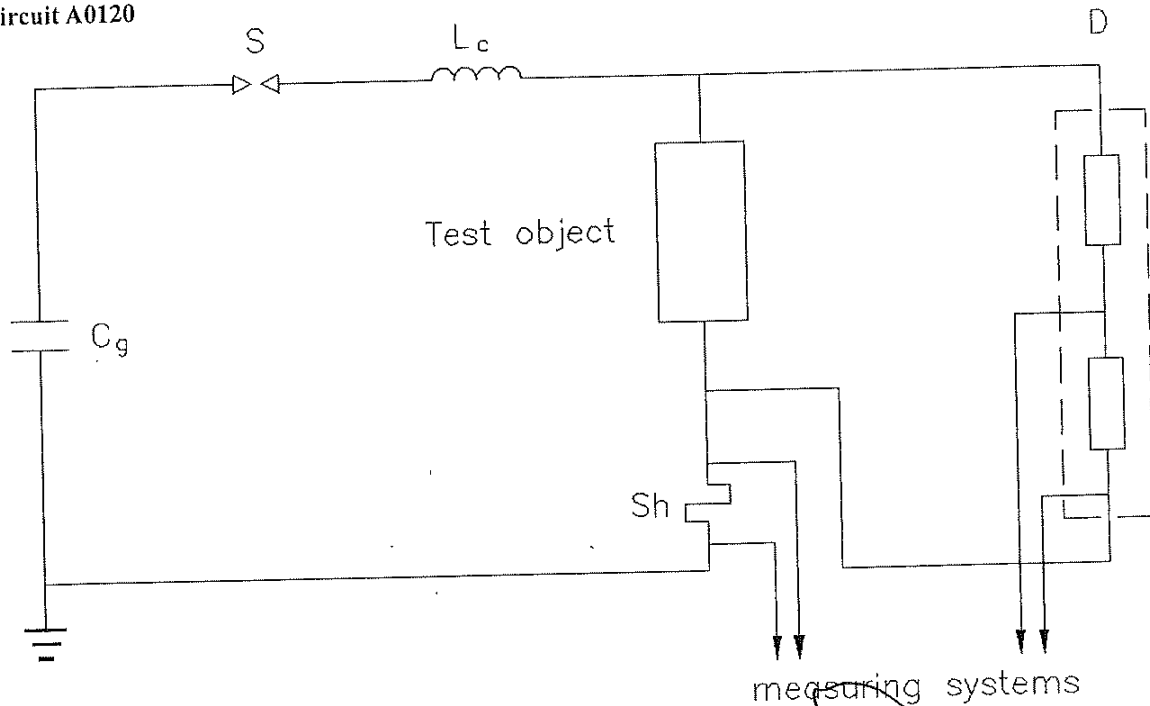 ircuit A0120
S
Lc
D
Test object
Cg
Sh
measuring systems